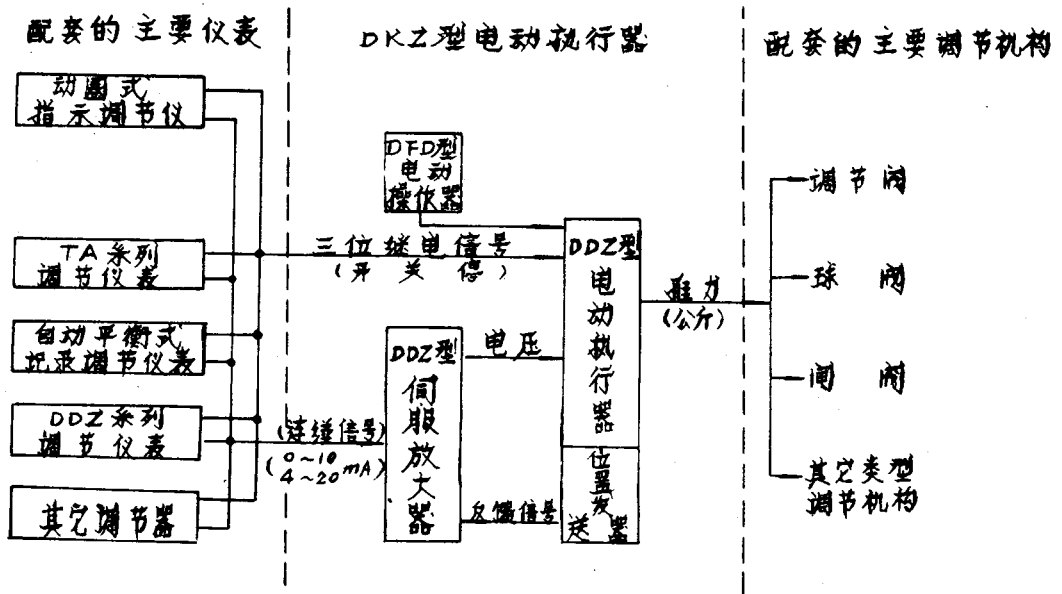 配套的主要仪表
DKZ型电动执行器
配套的主要调节机构
动圈式
指示调节仪
TA系列
调节仪表
自动平衡式
记录调节仪表
DDZ系列
调节仪表
其它调节器
DFD型
电动
操作器
三位继电信号
(开关停)
(连续信号)
(0~10
4~20mA)
DDZ型
伺服放大器
电压
反馈信号
DDZ型
电动执行器
位置发
送器
推力
(公斤)
调节阀
球阀
闸阀
其它类型
调节机构